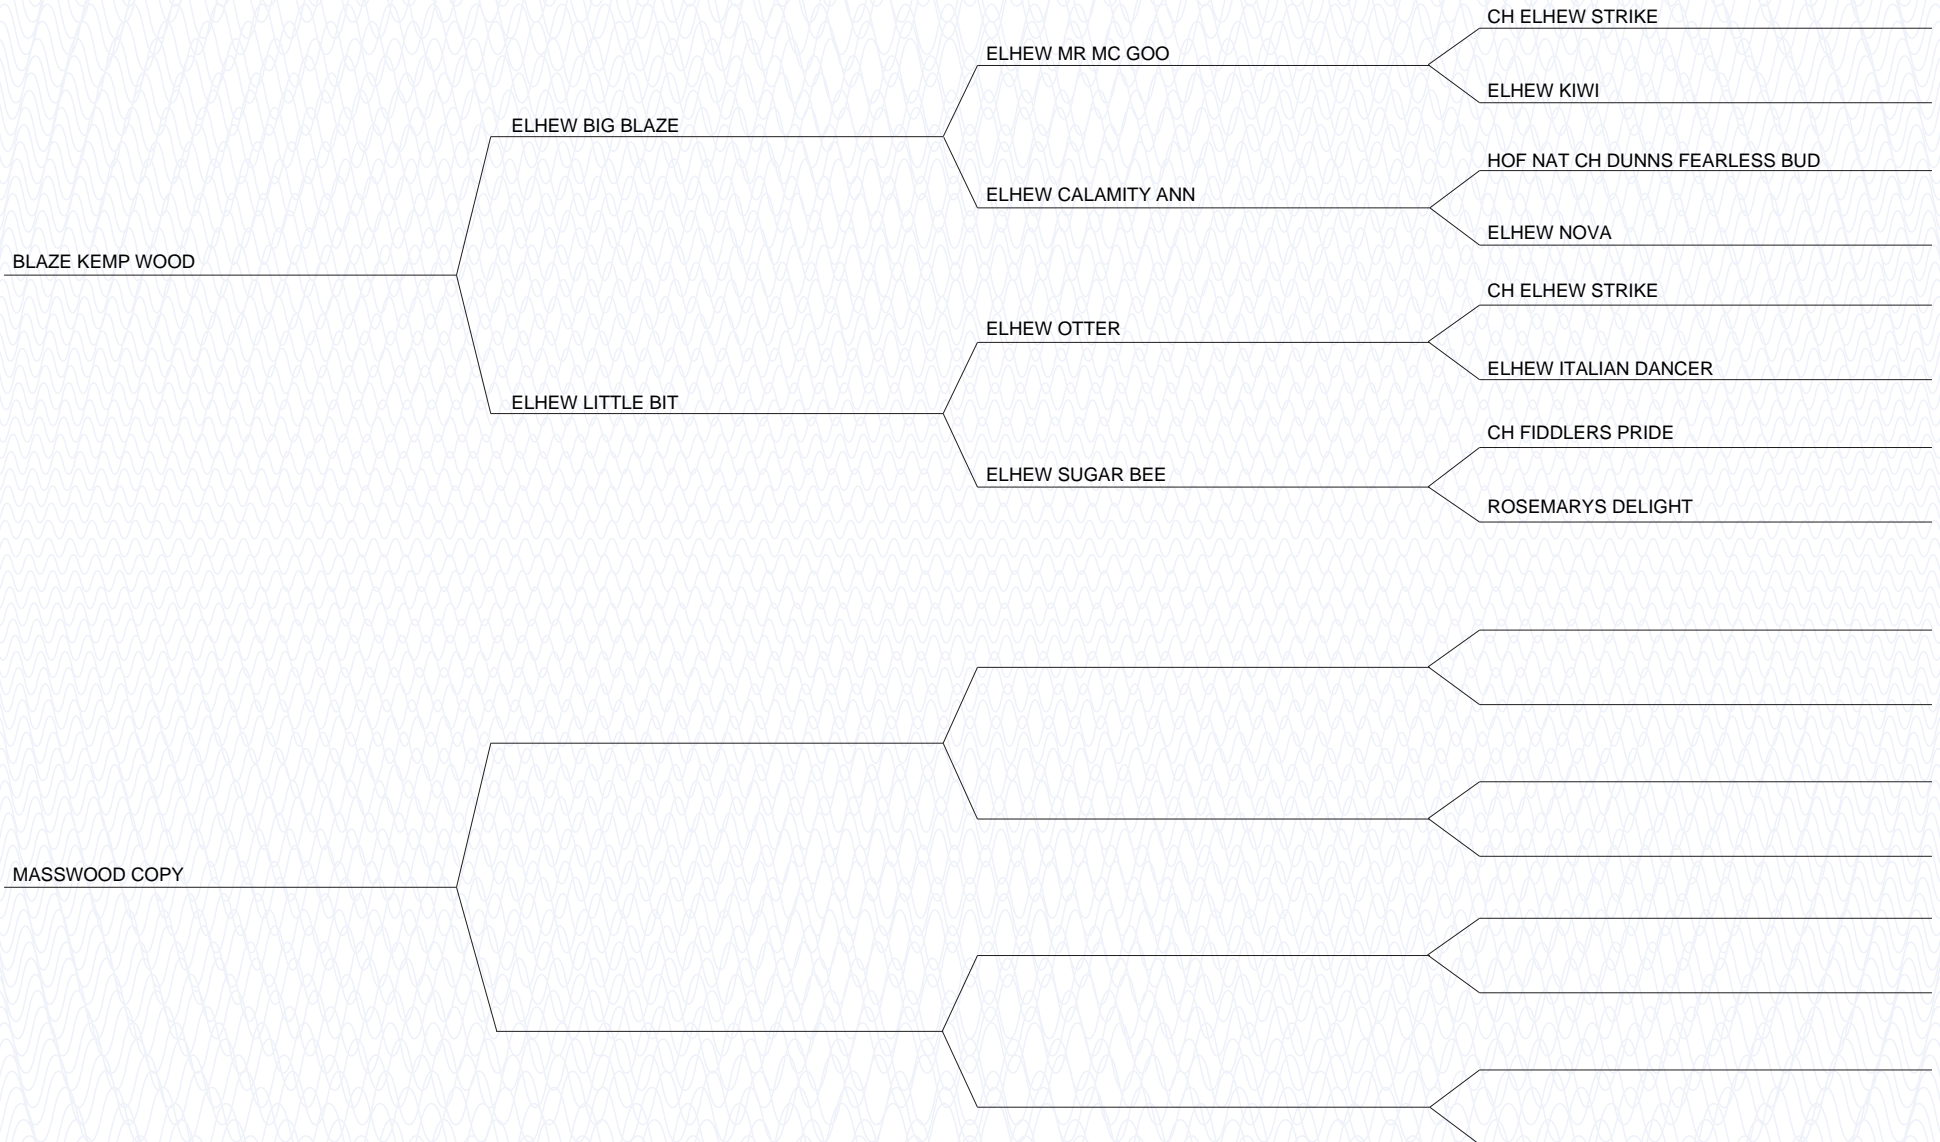 CH ELHEW STRIKE
ELHEW MR MC GOO
ELHEW KIWI
ELHEW BIG BLAZE
HOF NAT CH DUNNS FEARLESS BUD
ELHEW CALAMITY ANN
ELHEW NOVA
BLAZE KEMP WOOD
CH ELHEW STRIKE
ELHEW OTTER
ELHEW ITALIAN DANCER
ELHEW LITTLE BIT
CH FIDDLERS PRIDE
ELHEW SUGAR BEE
ROSEMARYS DELIGHT
MASSWOOD COPY